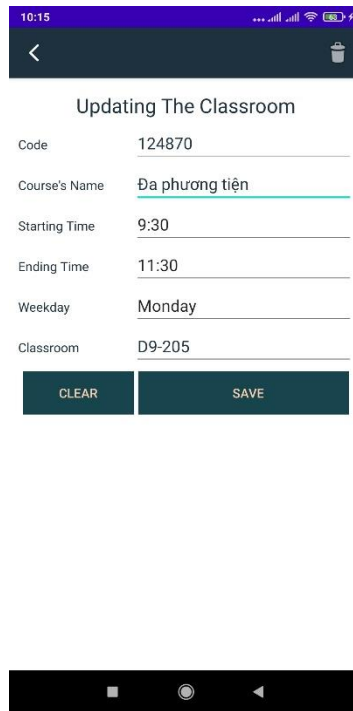 10:15
Updating The Classroom
Code 124870
Course's Name Đa phương tiện
Starting Time 9:30
Ending Time 11:30
Weekday Monday
Classroom D9-205
CLEAR SAVE